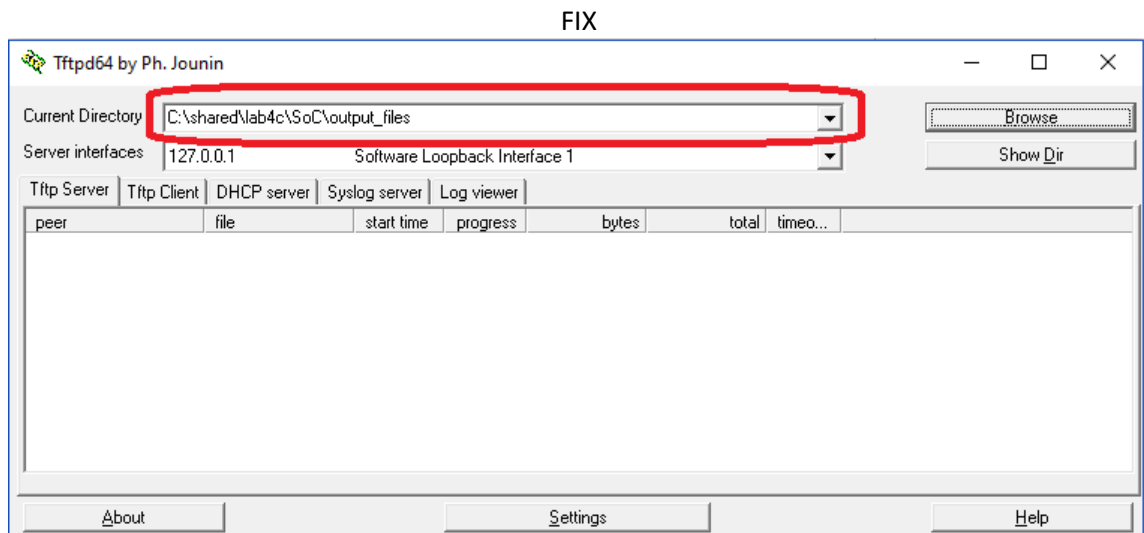 FIX
Tftpd64 by Ph. Jounin
Current Directory C:\shared\lab4c\SoC\output_files Browse
Server interfaces 127.0.0.1 Software Loopback Interface 1 Show Dir
Tftp Server Tftp Client DHCP server Syslog server Log viewer
peer file start time progress bytes total timeo...
About Settings Help